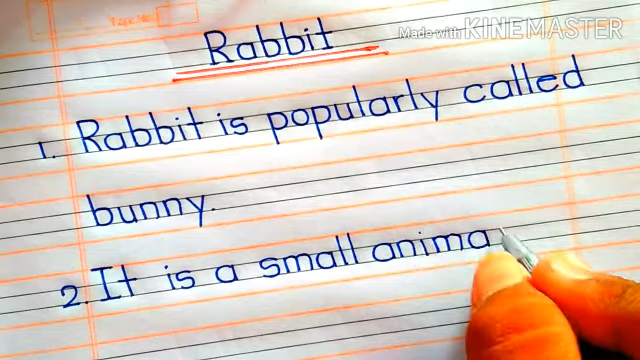 Made with KINEMASTER
Rabbit
1. Rabbit is popularly called
bunny.
2. It is a small anima